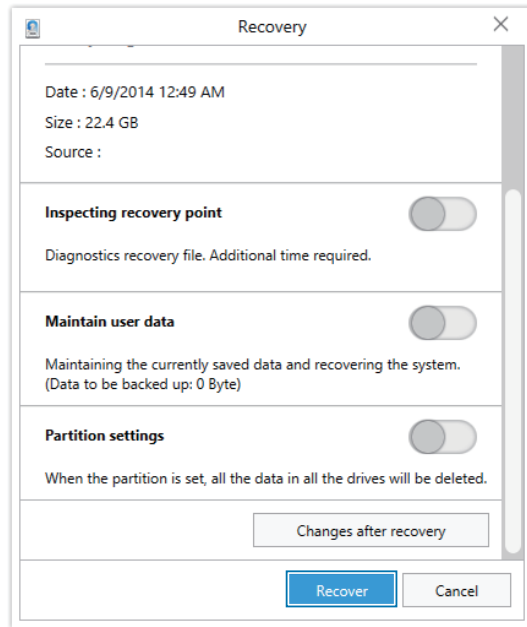 Recovery
Date : 6/9/2014 12:49 AM
Size : 22.4 GB
Source :
Inspecting recovery point
Diagnostics recovery file. Additional time required.
Maintain user data
Maintaining the currently saved data and recovering the system.
(Data to be backed up: 0 Byte)
Partition settings
When the partition is set, all the data in all the drives will be deleted.
Changes after recovery
Recover
Cancel